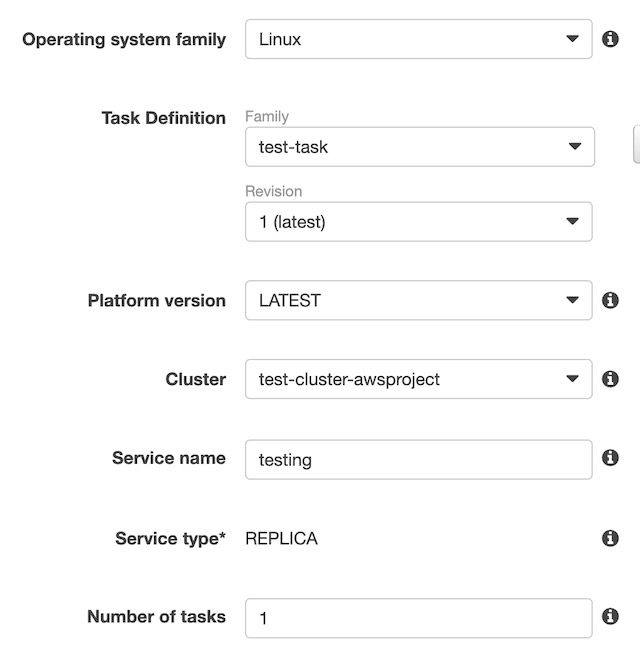 Operating system family Linux
Task Definition Family
test-task
Revision
1 (latest)
Platform version LATEST
Cluster test-cluster-awsproject
Service name testing
Service type* REPLICA
Number of tasks 1